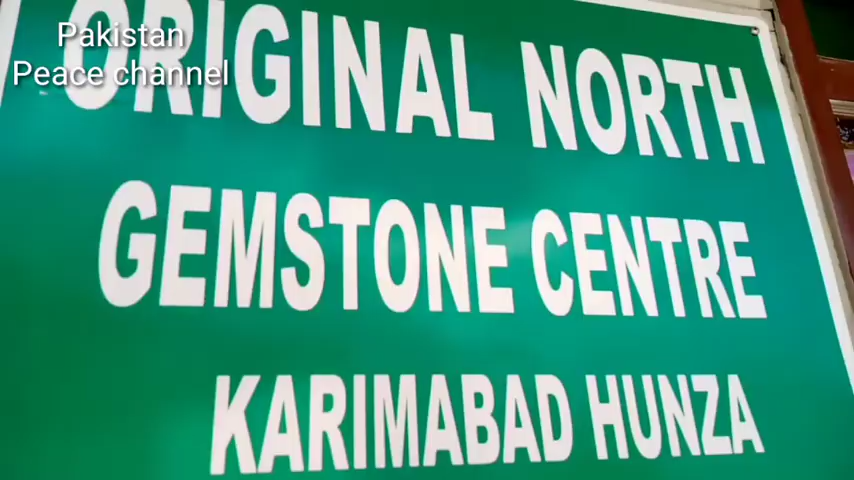 Pakistan
Peace channel
ORIGINAL NORTH
GEMSTONE CENTRE
KARIMABAD HUNZA